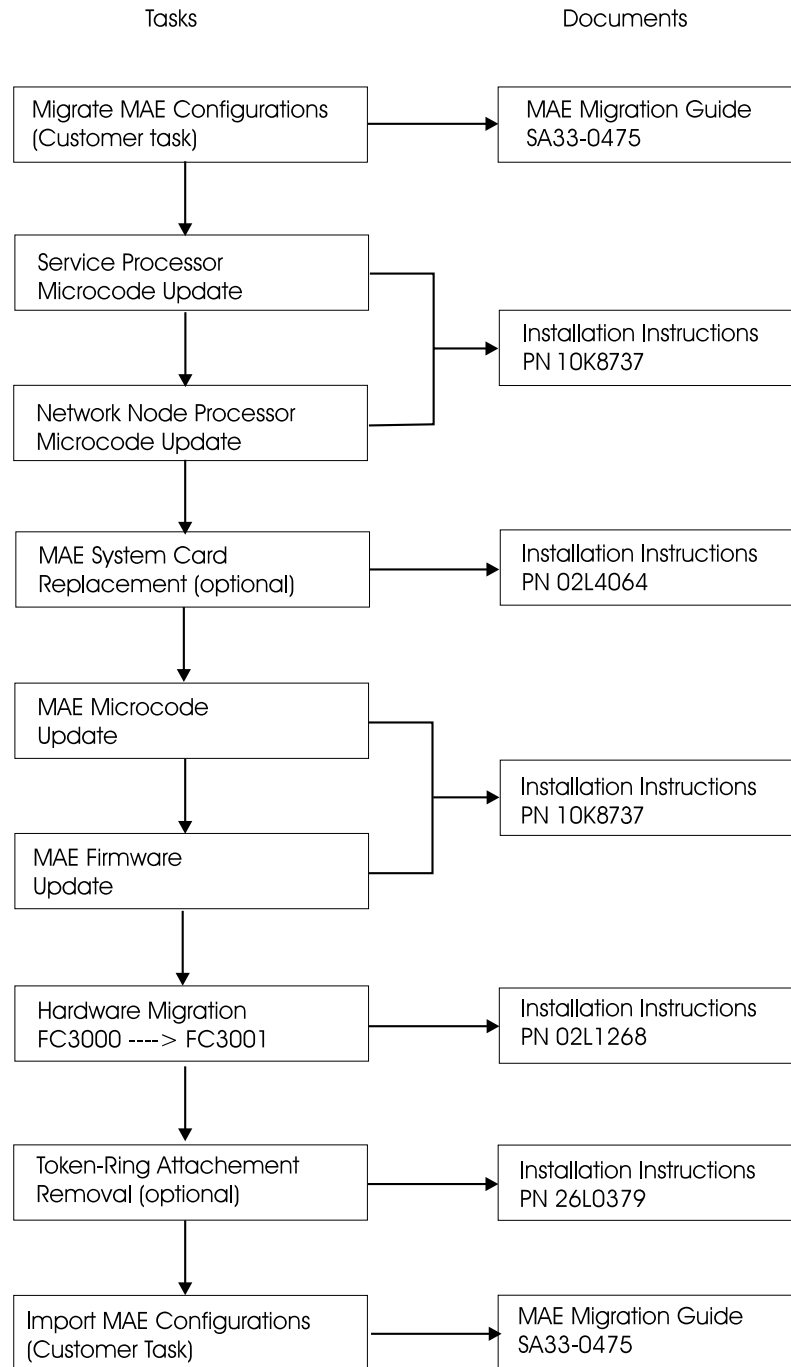 Tasks
Documents
Migrate MAE Configurations
(Customer task)
MAE Migration Guide
SA33-0475
Service Processor
Microcode Update
Installation Instructions
PN 10K8737
Network Node Processor
Microcode Update
MAE System Card
Replacement (optional)
Installation Instructions
PN 02L4064
MAE Microcode
Update
Installation Instructions
PN 10K8737
MAE Firmware
Update
Hardware Migration
FC3000 ----> FC3001
Installation Instructions
PN 02L1268
Token-Ring Attachement
Removal (optional)
Installation Instructions
PN 26L0379
Import MAE Configurations
(Customer Task)
MAE Migration Guide
SA33-0475